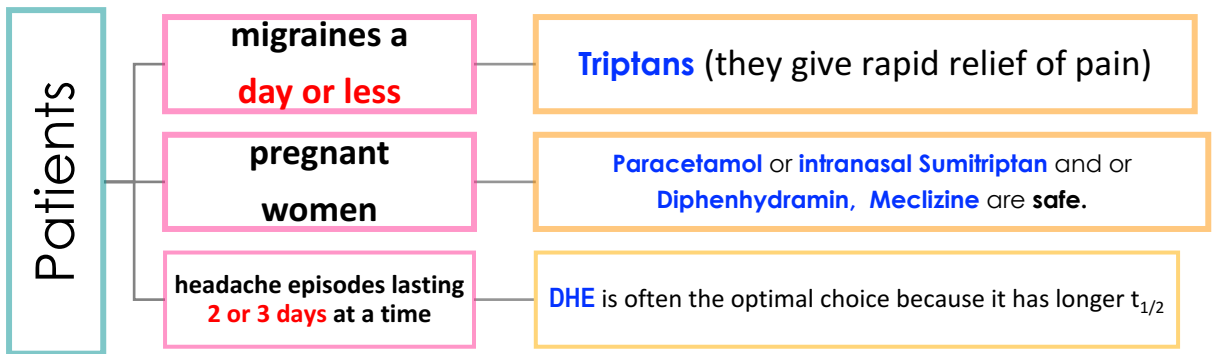 Patients
migraines a
day or less
Triptans (they give rapid relief of pain)
pregnant
women
Paracetamol or intranasal Sumitriptan and or
Diphenhydramin, Meclizine are safe.
headache episodes lasting
2 or 3 days at a time
DHE is often the optimal choice because it has longer t1/2